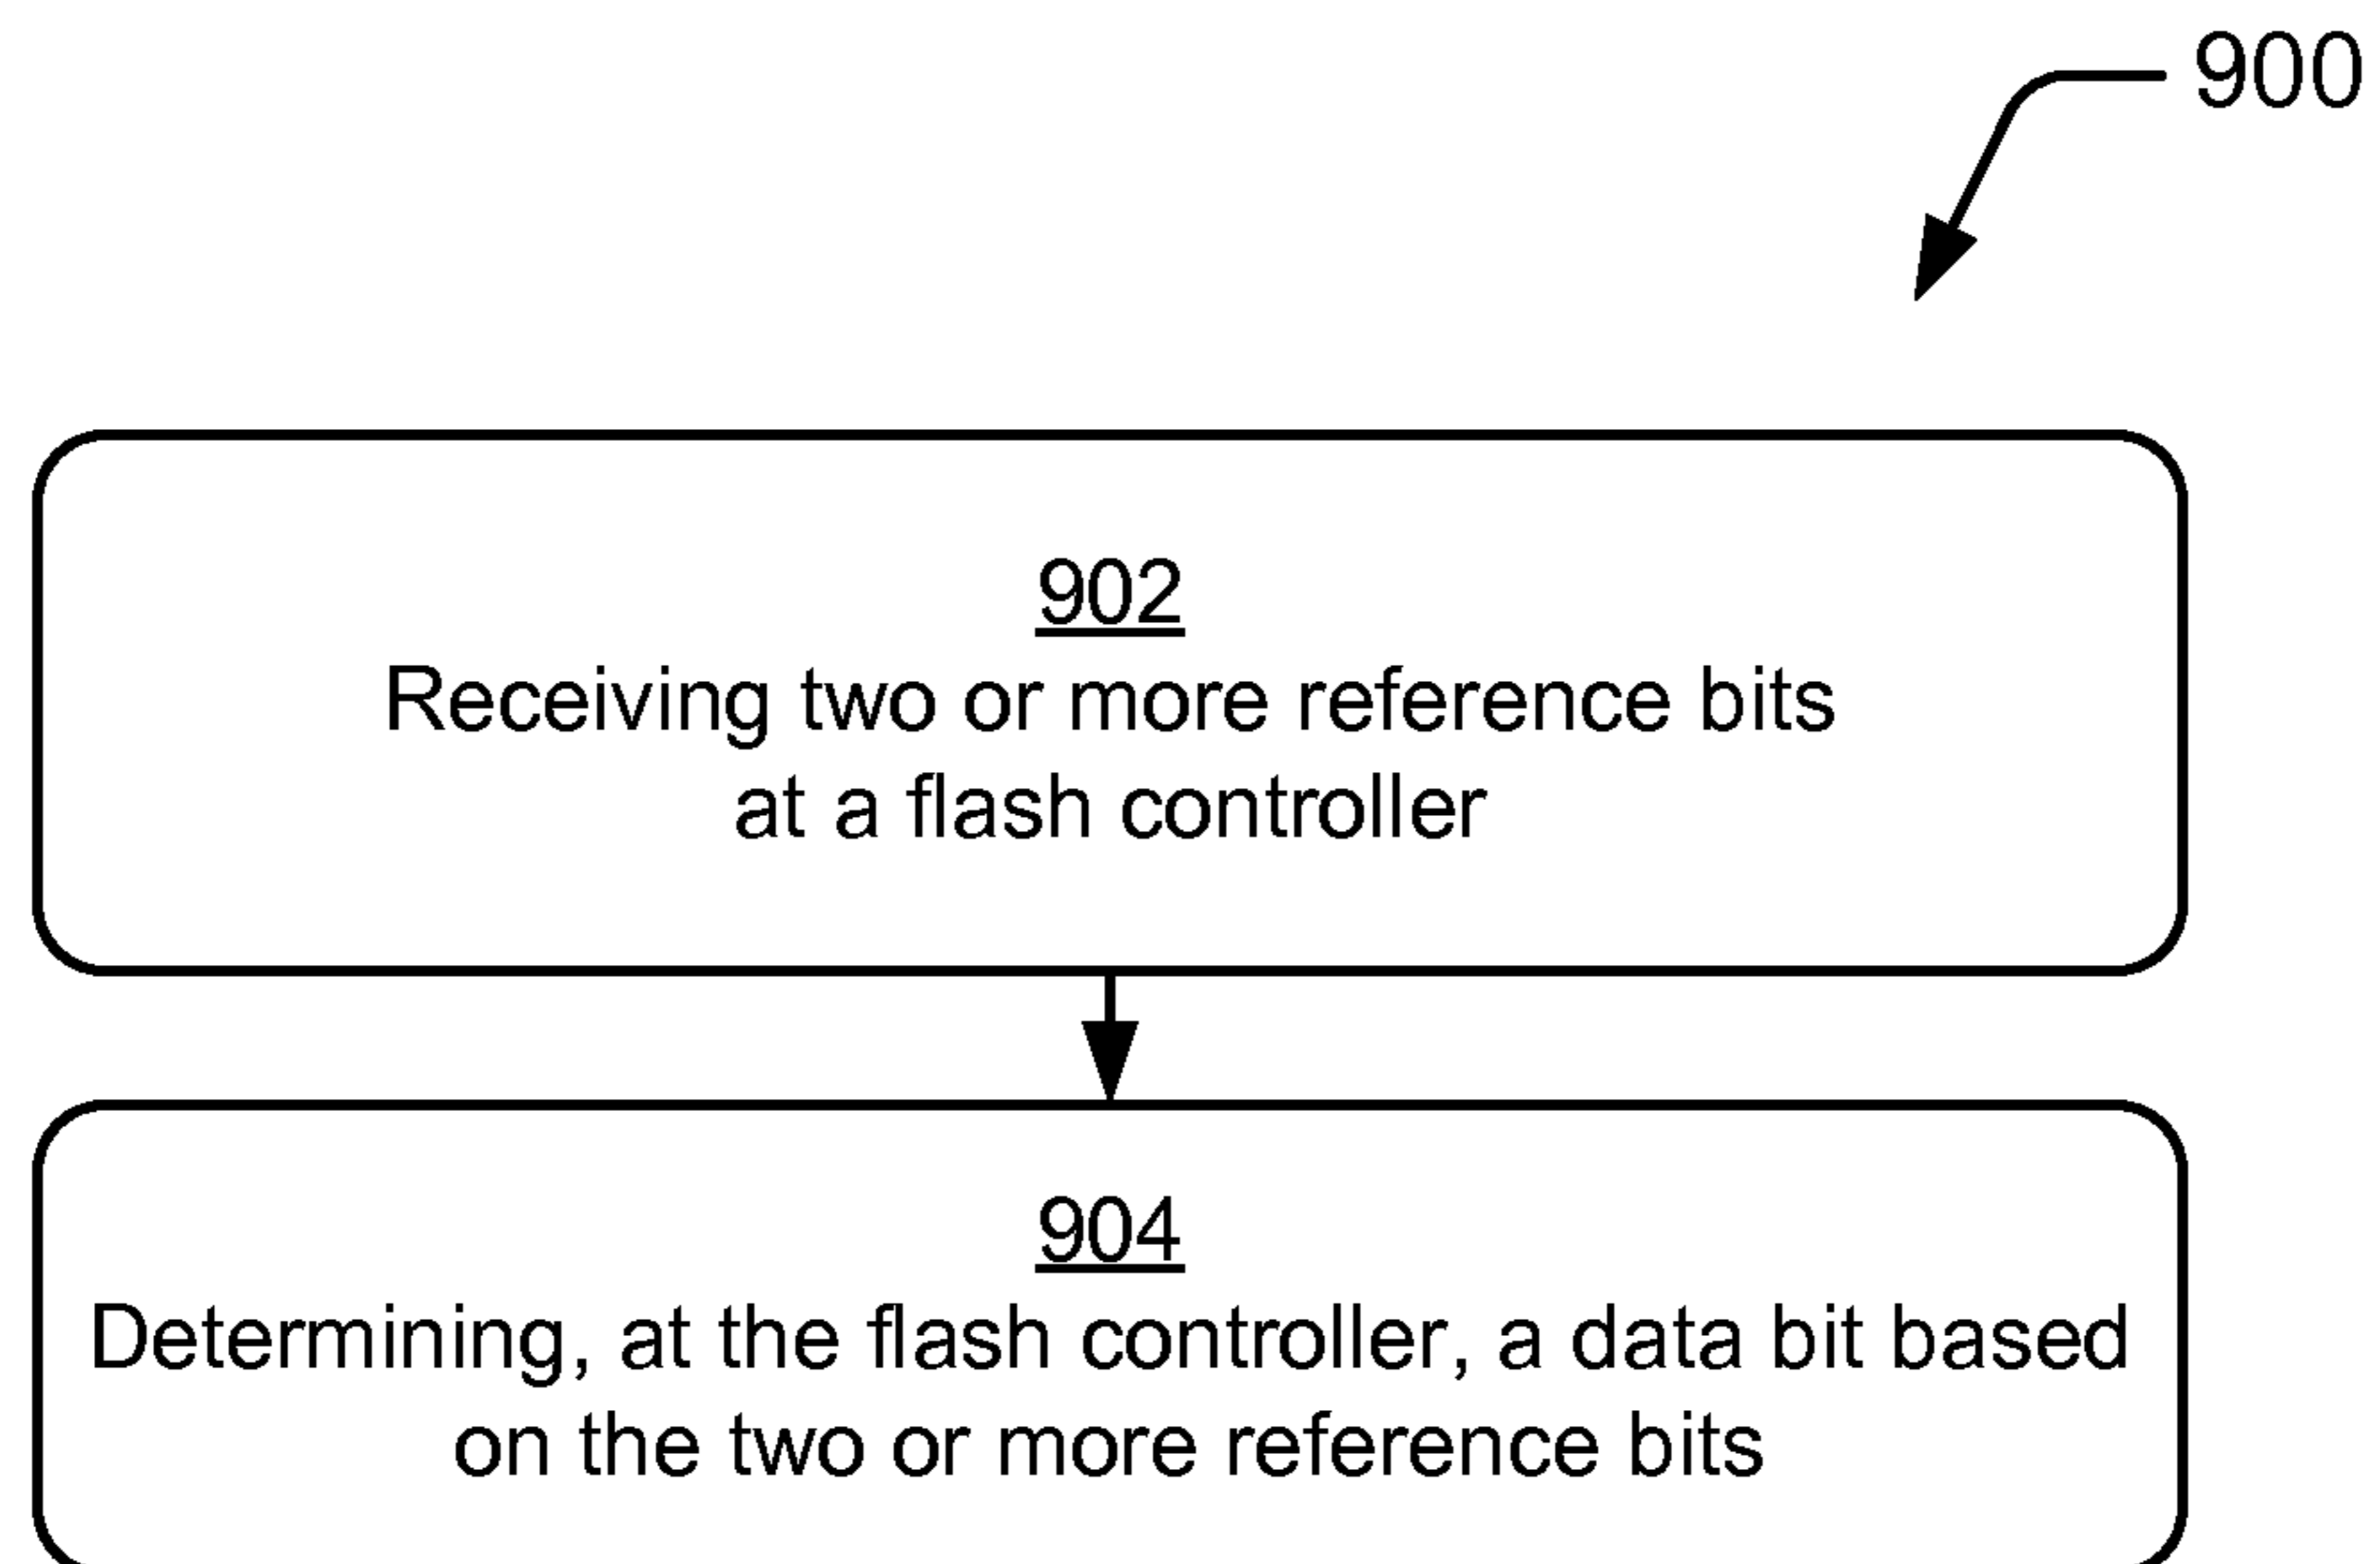 900
902
Receiving two or more reference bits
at a flash controller
904
Determining, at the flash controller, a data bit based
on the two or more reference bits